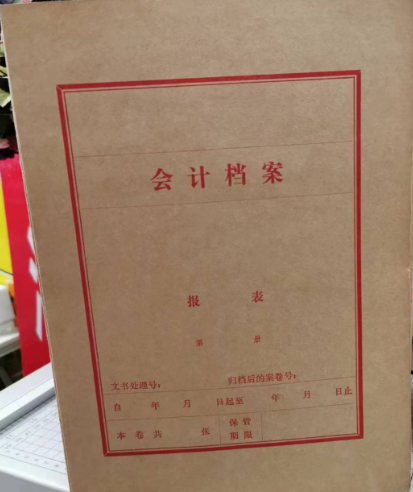 会计档案
报表
第 册
文书处理号： 归档后的案卷号：
自 年 月 日起至 年 月 日止
本卷共 张 保管期限